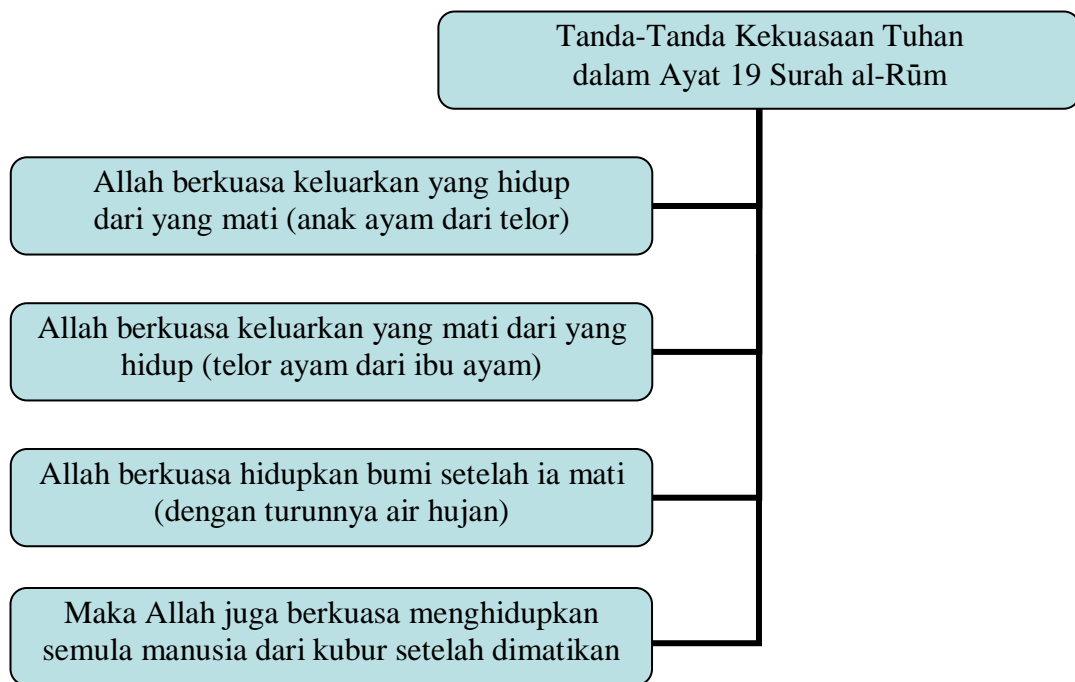 Tanda-Tanda Kekuasaan Tuhan
dalam Ayat 19 Surah al-Rūm
Allah berkuasa keluarkan yang hidup
dari yang mati (anak ayam dari telor)
Allah berkuasa keluarkan yang mati dari yang
hidup (telor ayam dari ibu ayam)
Allah berkuasa hidupkan bumi setelah ia mati
(dengan turunnya air hujan)
Maka Allah juga berkuasa menghidupkan
semula manusia dari kubur setelah dimatikan